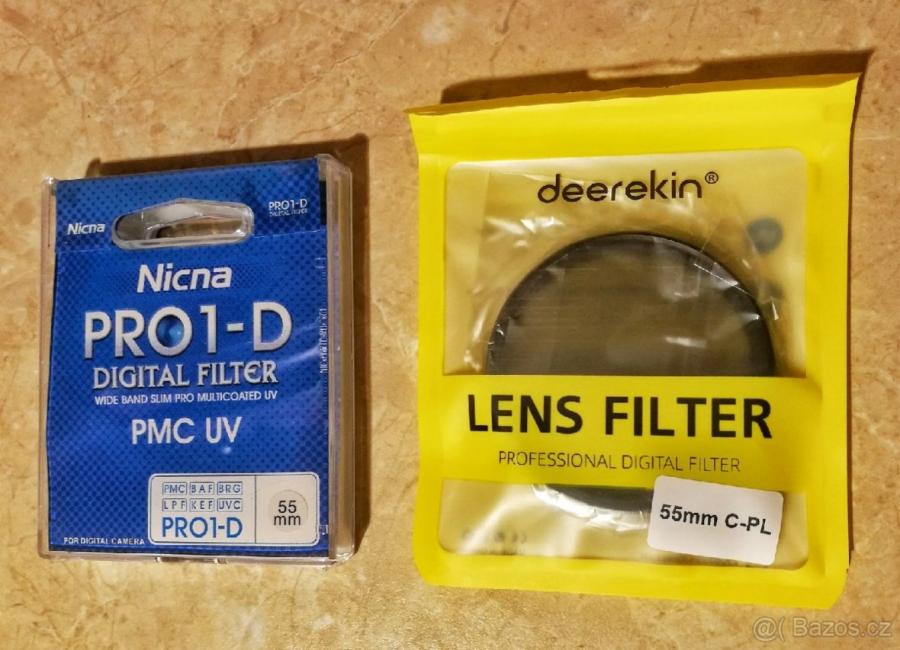 Nicna
PRO1-D
DIGITAL FILTER
Nicna
PRO1-D
DIGITAL FILTER
WIDE BAND SLIM PRO MULTICOATED UV
PMC UV
PMC BAF BRG
LPF KEF UVC
PRO1-D
55
mm
FOR DIGITAL CAMERA
deerekin®
LENS FILTER
PROFESSIONAL DIGITAL FILTER
55mm C-PL
@( Bazos.cz